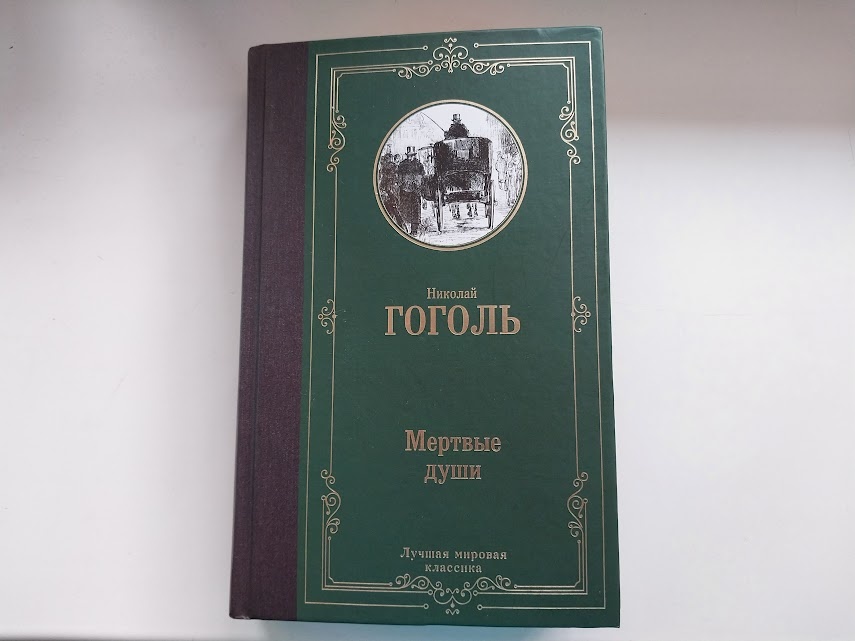 Николай
ГОГОЛЬ
Мертвые
души
Лучшая мировая
классика